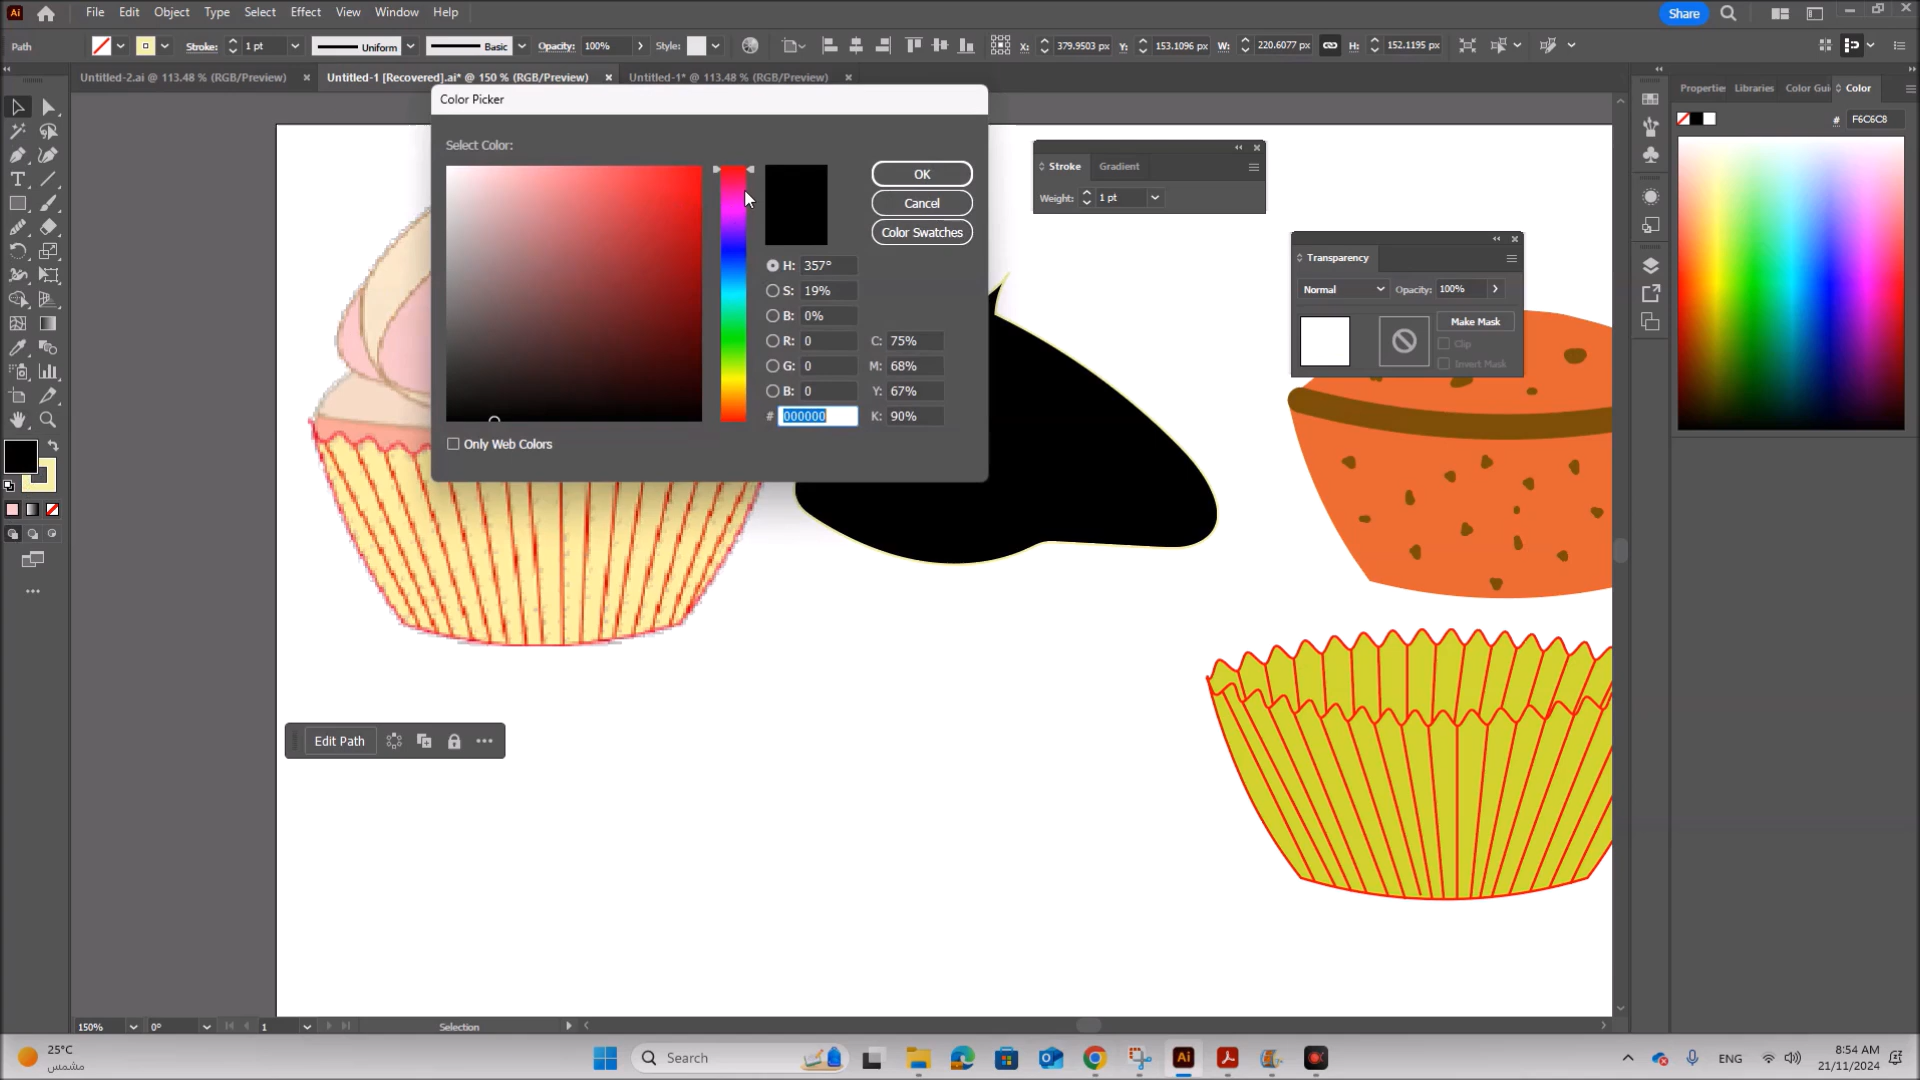 Ai
File Edit Object Type Select Effect View Window Help
Share
Path
Stroke: 1 pt Uniform Basic Opacity: 100% Style: X: 379.9503 px Y: 153.1096 px W: 220.6077 px H: 152.1195 px
Untitled-2.ai @ 113.48 % (RGB/Preview) × Untitled-1 [Recovered].ai* @ 150 % (RGB/Preview) × Untitled-1* @ 113.48 % (RGB/Preview) ×
Propertie Libraries Color Gui Color
# F6C6C8
Color Picker
Select Color:
OK
Cancel
Color Swatches
H: 357°
S: 19%
B: 0%
R: 0 C: 75%
G: 0 M: 68%
B: 0 Y: 67%
# 000000 K: 90%
Only Web Colors
Stroke Gradient
Weight: 1 pt
Transparency
Normal Opacity: 100%
Make Mask
Clip
Invert Mask
Edit Path
150% 0° 1 Selection
25°C
مشمس
Search
Ai
ENG
8:54 AM
21/11/2024